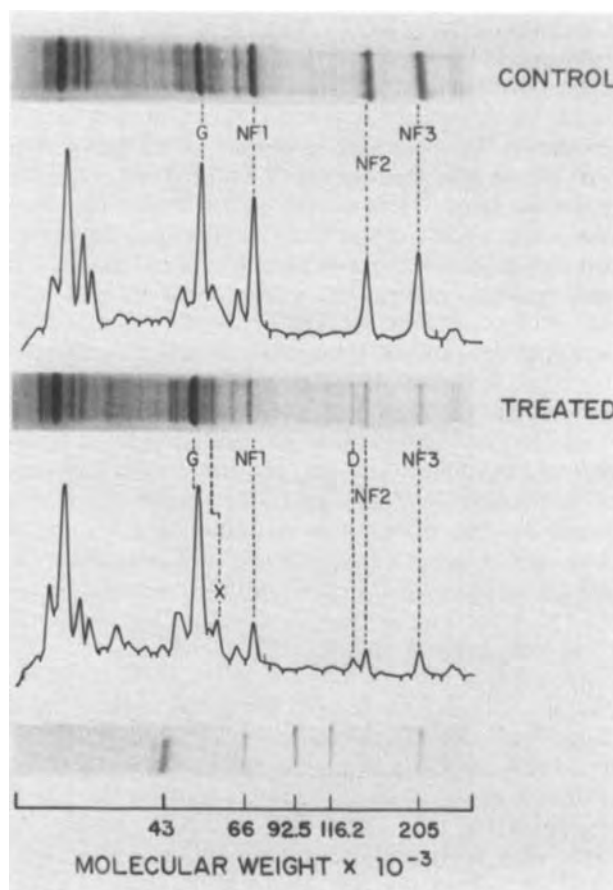 CONTROL
G NF1 NF2 NF3
TREATED
G X NF1 D NF2 NF3
43 66 92.5 116.2 205
MOLECULAR WEIGHT x 10⁻³